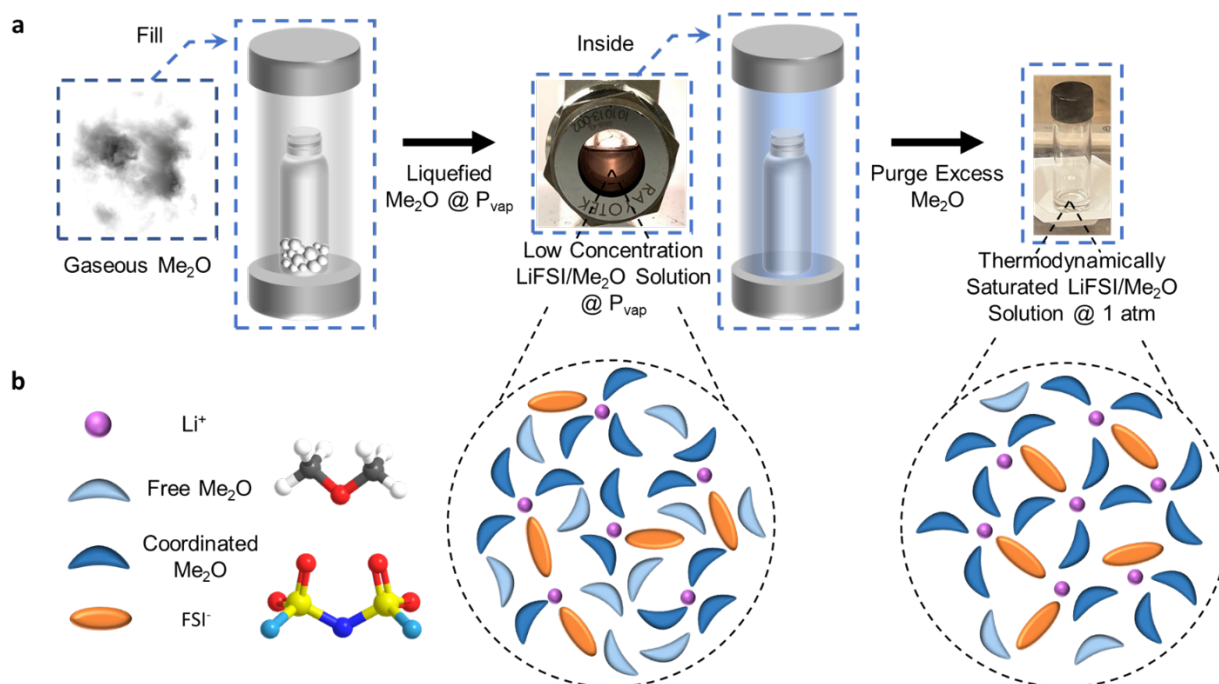 a
Fill
Gaseous Me₂O
Liquefied
Me₂O @ Pvap
Inside
RAYOTEK
Low Concentration
LiFSI/Me₂O Solution
@ Pvap
Purge Excess
Me₂O
Thermodynamically
Saturated LiFSI/Me₂O
Solution @ 1 atm
b
Li⁺
Free Me₂O
Coordinated
Me₂O
FSI⁻